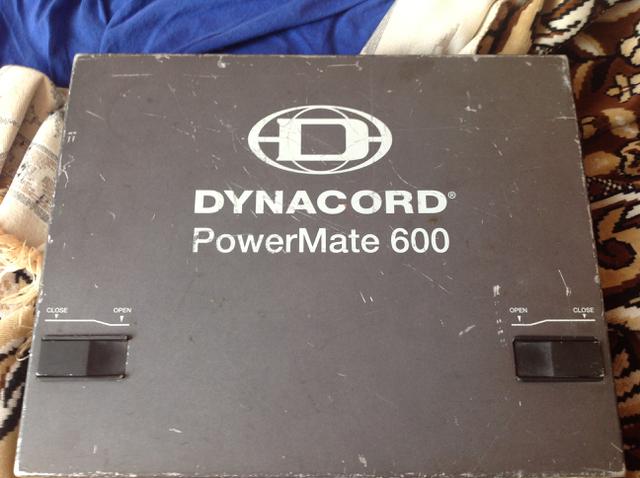 D
DYNACORD®
PowerMate 600
CLOSE OPEN
OPEN CLOSE